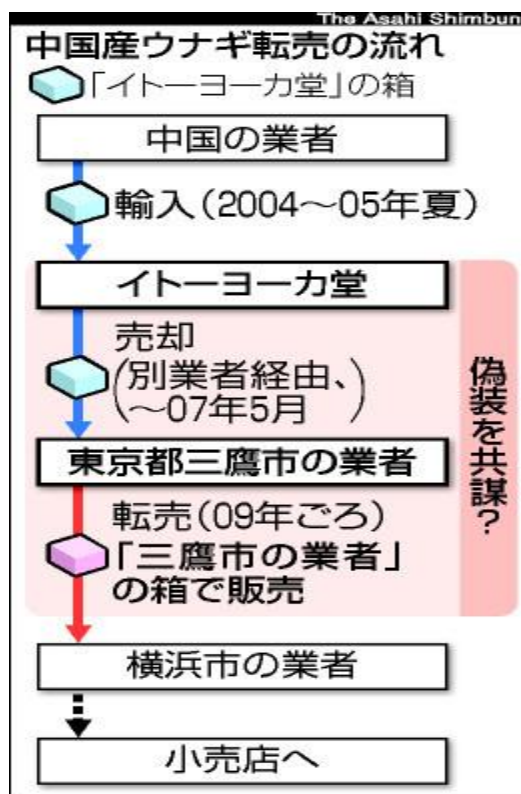 The Asahi Shimbun
中国産ウナギ転売の流れ
「イトーヨーカ堂」の箱
中国の業者
輸入(2004〜05年夏)
イトーヨーカ堂
売却
(別業者経由、
〜07年5月)
東京都三鷹市の業者
転売(09年ごろ)
「三鷹市の業者」
の箱で販売
偽装を共謀?
横浜市の業者
小売店へ